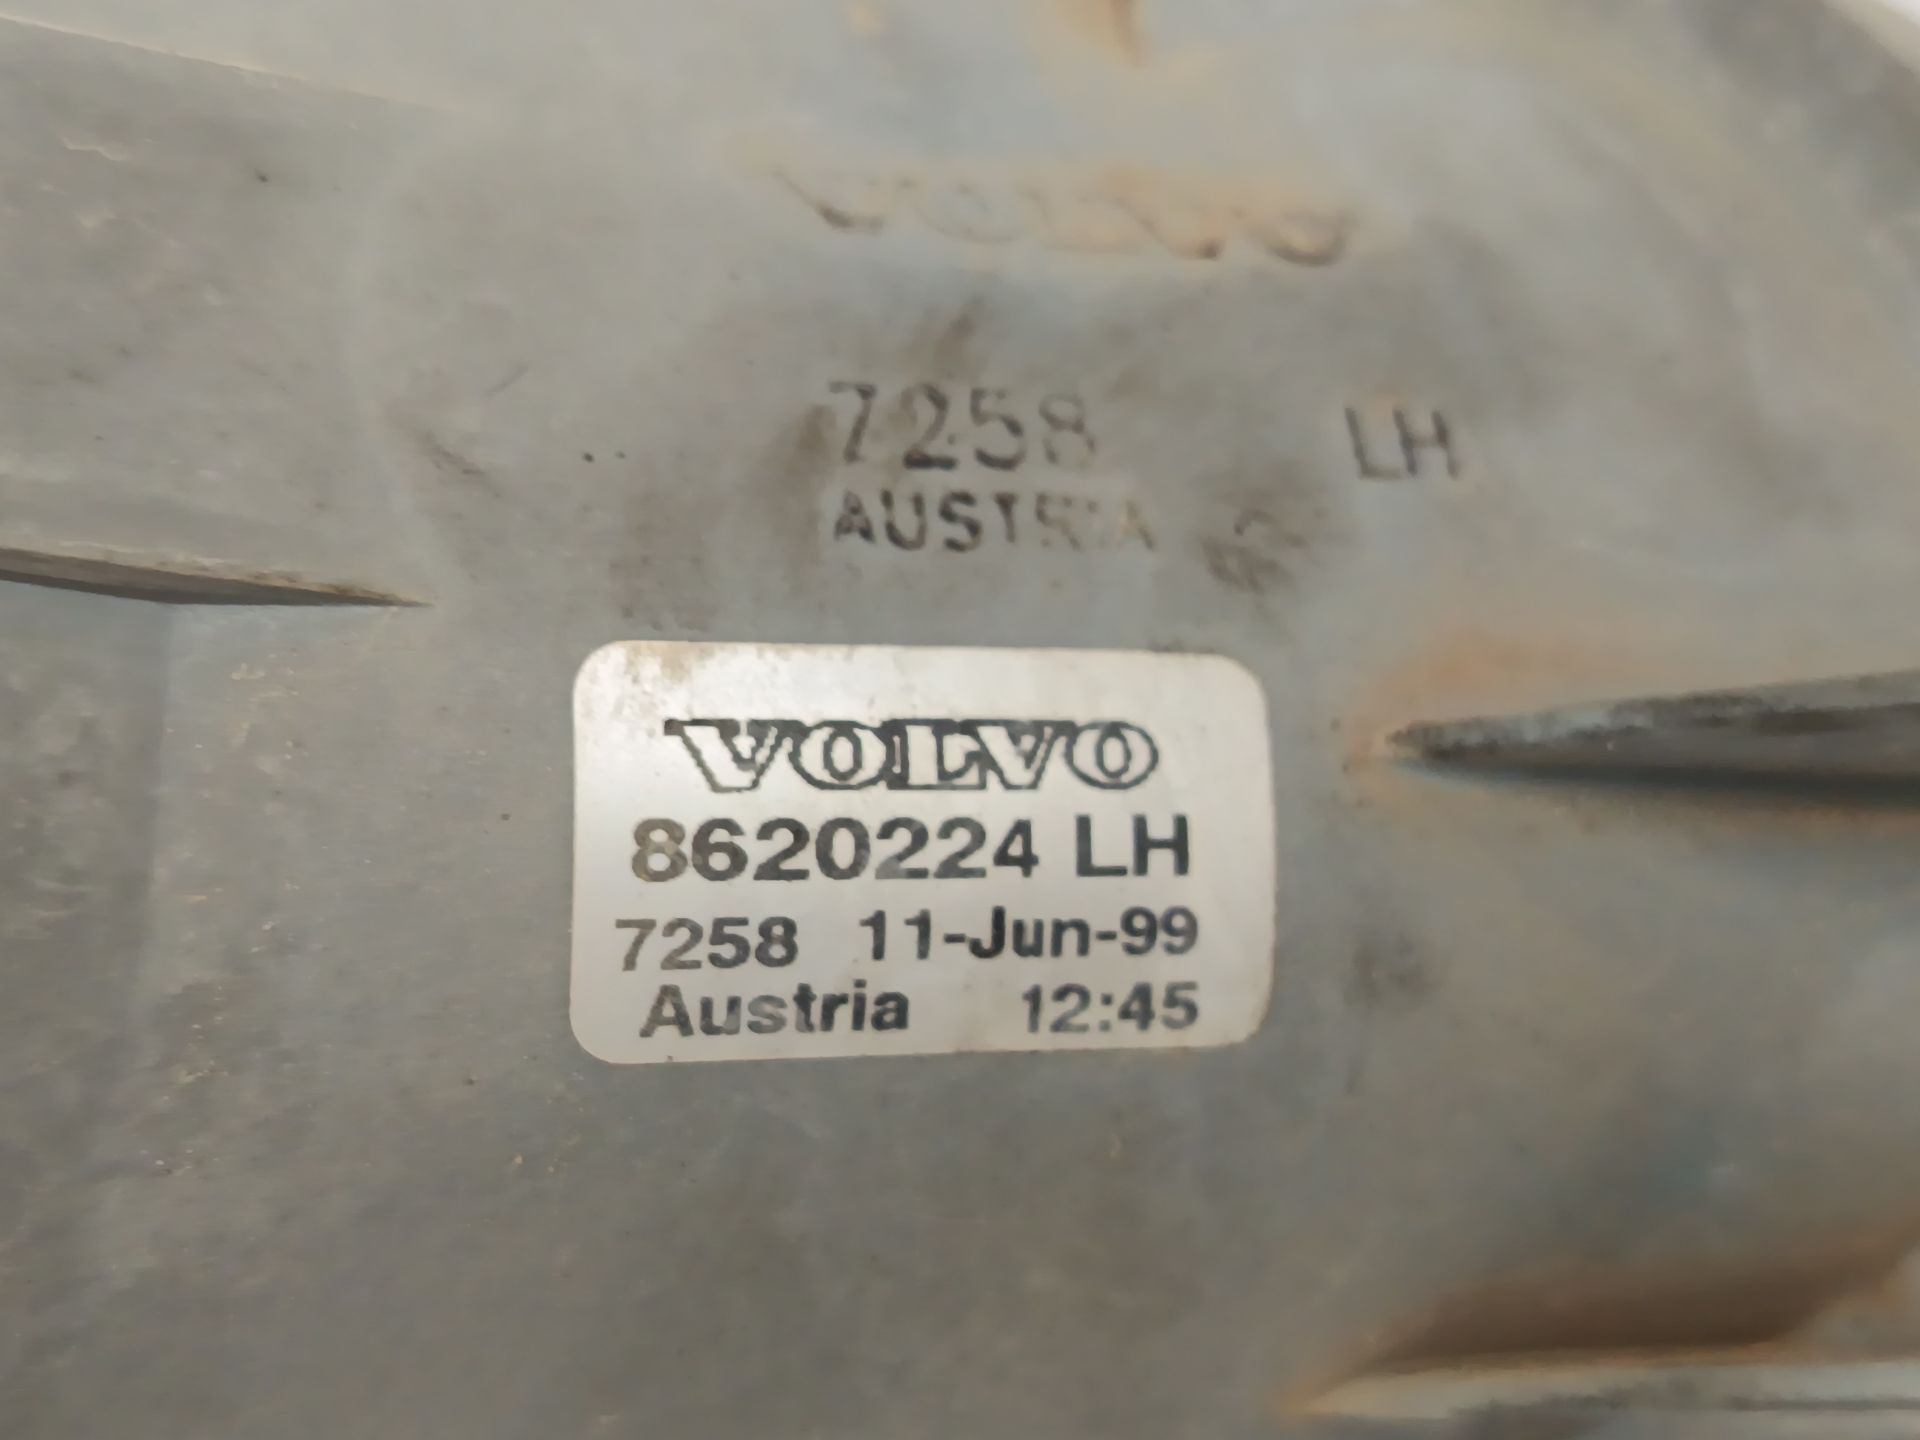 VOLVO
7258 LH
AUSTRIA
VOLVO
8620224 LH
7258 11-Jun-99
Austria 12:45